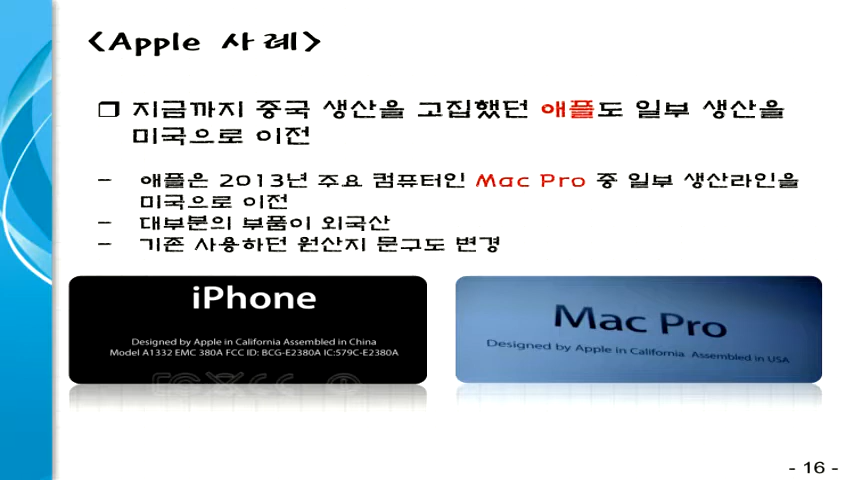 <Apple 사례>
❐ 지금까지 중국 생산을 고집했던 애플도 일부 생산을
미국으로 이전
- 애플은 2013년 주요 컴퓨터인 Mac Pro 중 일부 생산라인을
미국으로 이전
- 대부분의 부품이 외국산
- 기존 사용하던 원산지 문구도 변경
iPhone
Designed by Apple in California Assembled in China
Model A1332 EMC 380A FCC ID: BCG-E2380A IC:579C-E2380A
Mac Pro
Designed by Apple in California Assembled in USA
- 16 -